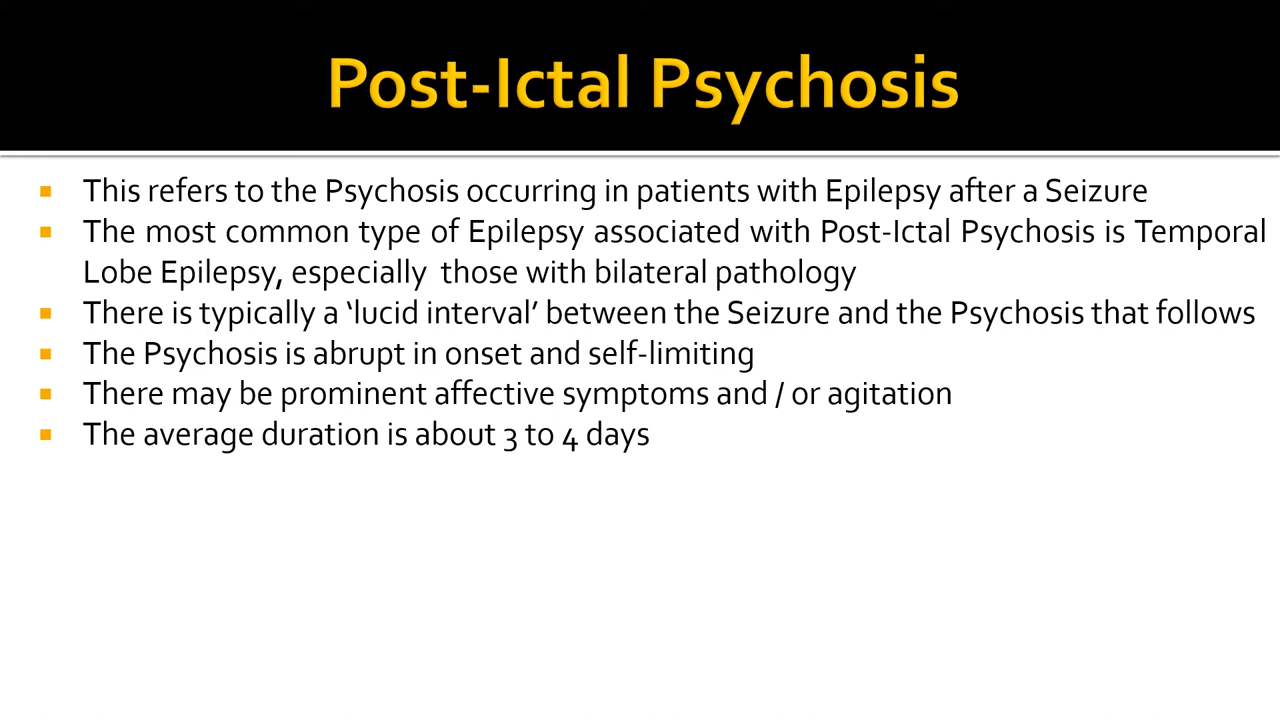 Post-Ictal Psychosis
▪ This refers to the Psychosis occurring in patients with Epilepsy after a Seizure
▪ The most common type of Epilepsy associated with Post-Ictal Psychosis is Temporal
Lobe Epilepsy, especially  those with bilateral pathology
▪ There is typically a ‘lucid interval’ between the Seizure and the Psychosis that follows
▪ The Psychosis is abrupt in onset and self-limiting
▪ There may be prominent affective symptoms and / or agitation
▪ The average duration is about 3 to 4 days